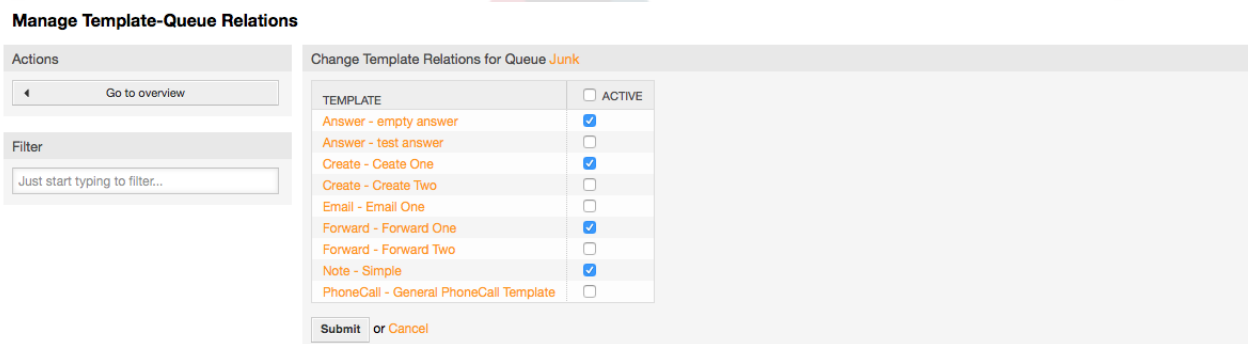 Manage Template-Queue Relations
Actions
Go to overview
Filter
Just start typing to filter...
Change Template Relations for Queue Junk
TEMPLATE ACTIVE
Answer - empty answer
Answer - test answer
Create - Ceate One
Create - Create Two
Email - Email One
Forward - Forward One
Forward - Forward Two
Note - Simple
PhoneCall - General PhoneCall Template
Submit or Cancel